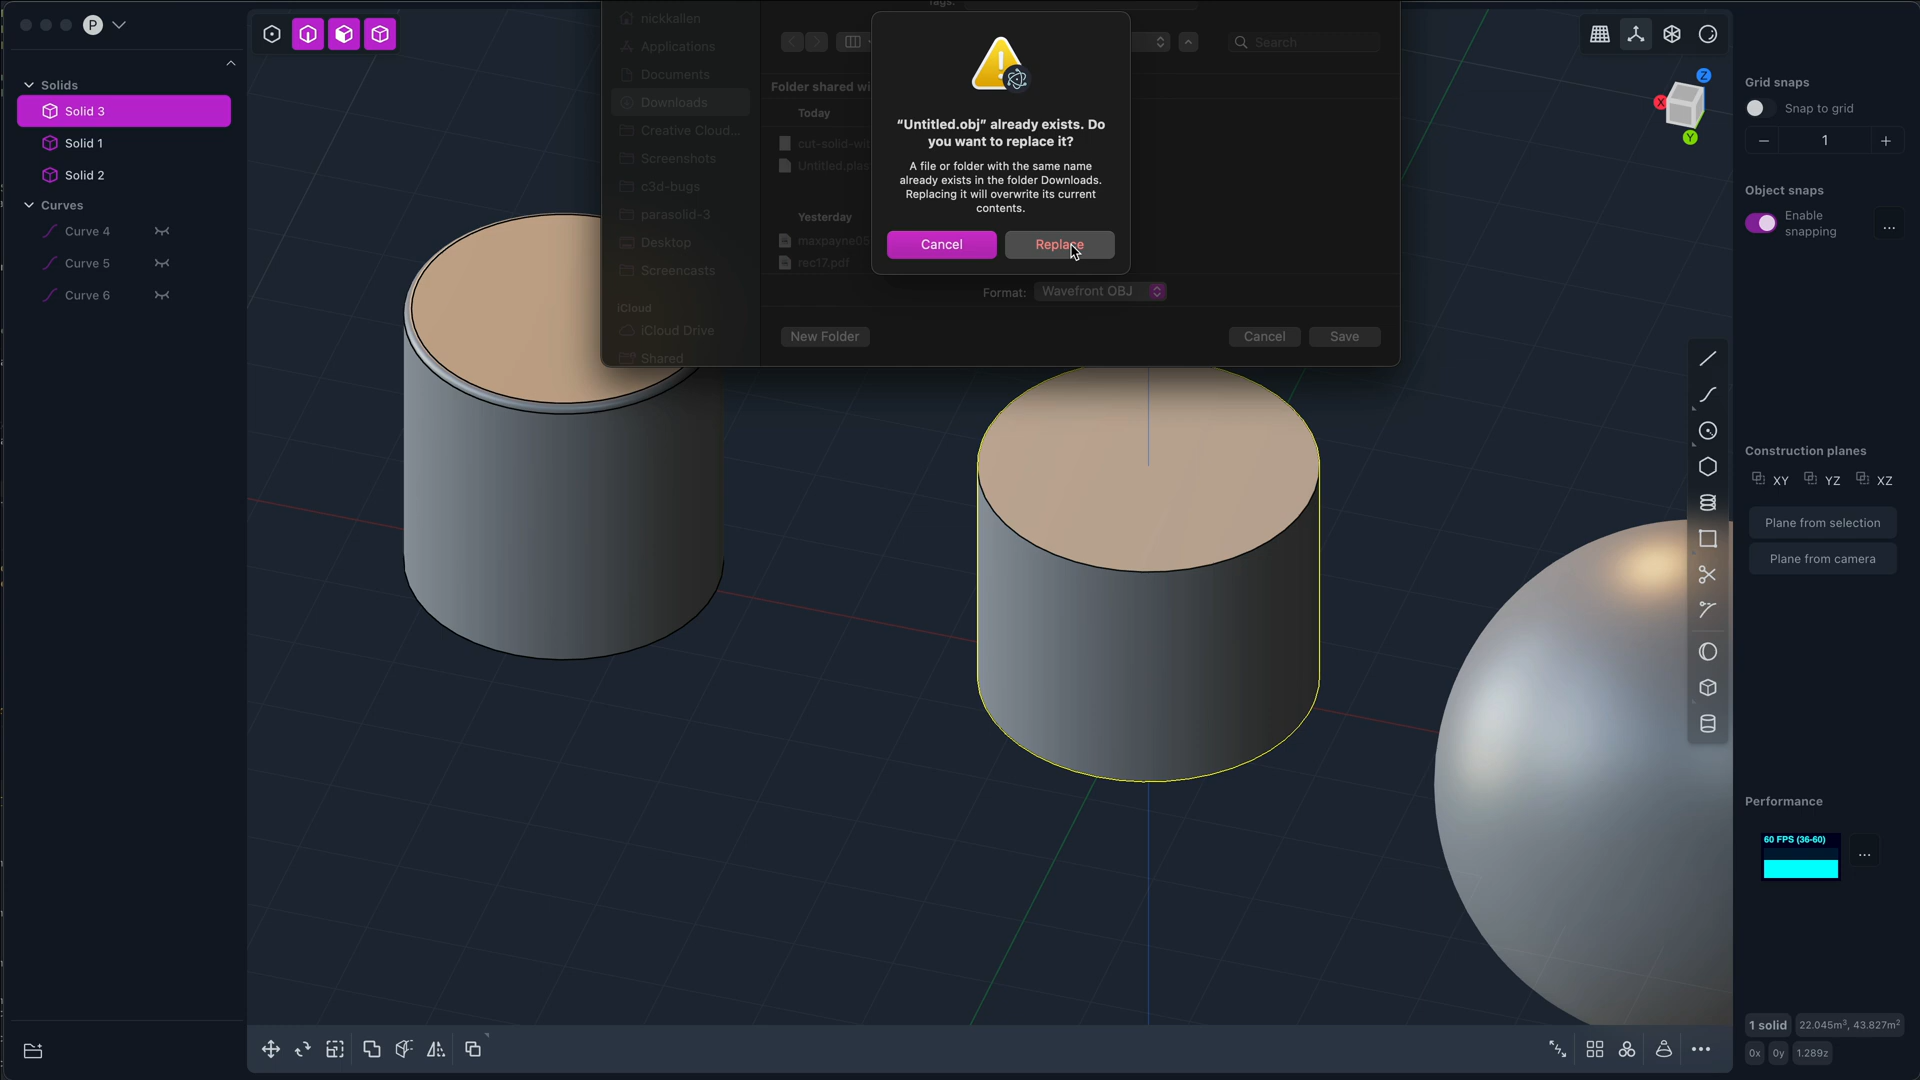 P
Solids
Solid 3
Solid 1
Solid 2
Curves
Curve 4
Curve 5
Curve 6
nickkallen
Applications
Documents
Downloads
Creative Cloud...
Screenshots
c3d-bugs
parasolid-3
Desktop
Screencasts
iCloud
iCloud Drive
Shared
Tags:
Search
Folder shared wi
Today
cut-solid-wit
Untitled.plas
Yesterday
maxpayne05
rec17.pdf
Format: Wavefront OBJ
New Folder
Cancel
Save
“Untitled.obj” already exists. Do
you want to replace it?
A file or folder with the same name
already exists in the folder Downloads.
Replacing it will overwrite its current
contents.
Cancel
Replace
Z
X
Y
Grid snaps
Snap to grid
1
Object snaps
Enable
snapping
...
Construction planes
XY YZ XZ
Plane from selection
Plane from camera
Performance
60 FPS (36-60)
...
1 solid 22.045m³, 43.827m²
0x 0y 1.289z